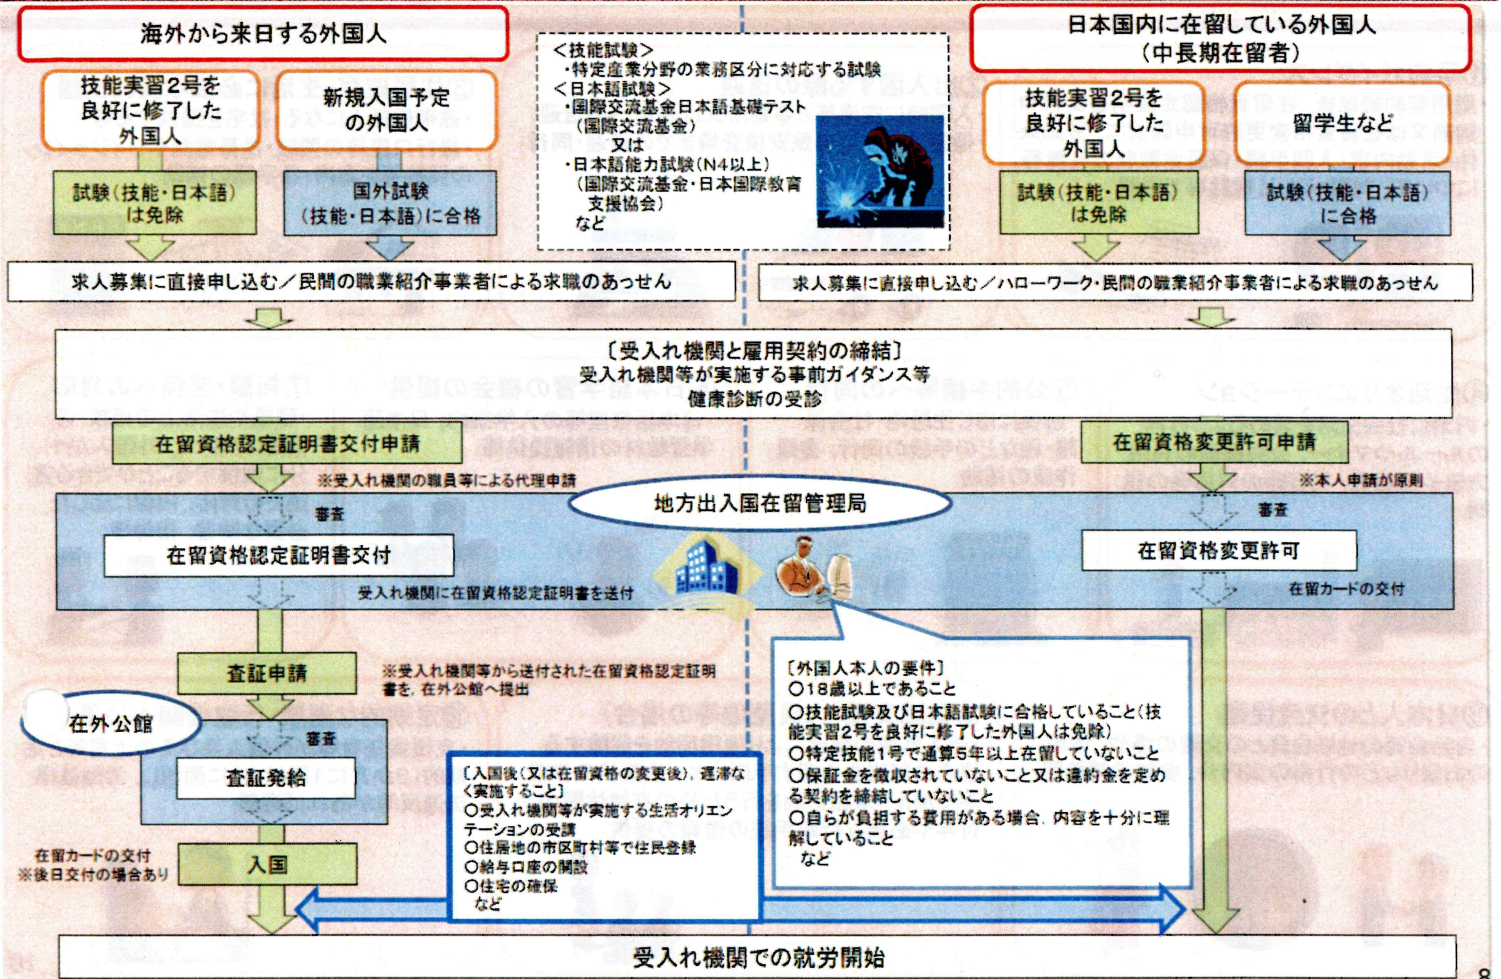 海外から来日する外国人
技能実習2号を
良好に修了した
外国人
新規入国予定
の外国人
試験(技能・日本語)
は免除
国外試験
(技能・日本語)に合格
<技能試験>
・特定産業分野の業務区分に対応する試験
<日本語試験>
・国際交流基金日本語基礎テスト
(国際交流基金)
又は
・日本語能力試験(N4以上)
(国際交流基金・日本国際教育
支援協会)
など
日本国内に在留している外国人
(中長期在留者)
技能実習2号を
良好に修了した
外国人
留学生など
試験(技能・日本語)
は免除
試験(技能・日本語)
に合格
求人募集に直接申し込む/民間の職業紹介事業者による求職のあっせん
求人募集に直接申し込む/ハローワーク・民間の職業紹介事業者による求職のあっせん
〔受入れ機関と雇用契約の締結〕
受入れ機関等が実施する事前ガイダンス等
健康診断の受診
在留資格認定証明書交付申請
※受入れ機関の職員等による代理申請
在留資格変更許可申請
※本人申請が原則
地方出入国在留管理局
審査
在留資格認定証明書交付
受入れ機関に在留資格認定証明書を送付
審査
在留資格変更許可
在留カードの交付
査証申請
※受入れ機関等から送付された在留資格認定証明
書を,在外公館へ提出
在外公館
審査
査証発給
在留カードの交付
※後日交付の場合あり
入国
〔入国後(又は在留資格の変更後),遅滞な
く実施すること〕
○受入れ機関等が実施する生活オリエン
テーションの受講
○住居地の市区町村等で住民登録
○給与口座の開設
○住宅の確保
など
〔外国人本人の要件〕
○18歳以上であること
○技能試験及び日本語試験に合格していること(技
能実習2号を良好に修了した外国人は免除)
○特定技能1号で通算5年以上在留していないこと
○保証金を徴収されていないこと又は違約金を定め
る契約を締結していないこと
○自らが負担する費用がある場合,内容を十分に理
解していること
など
受入れ機関での就労開始